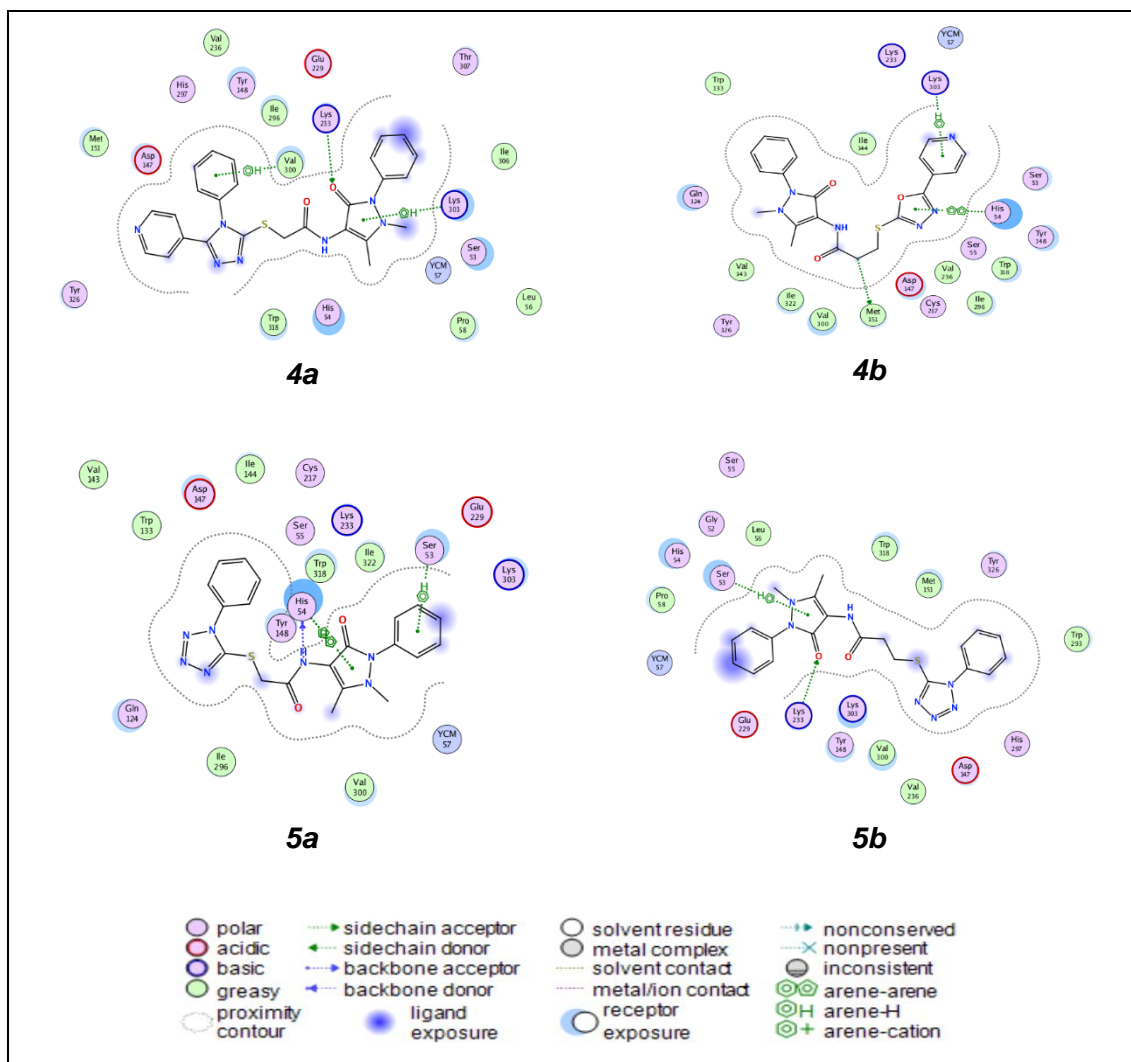 Val 236
Glu 229
Thr 307
His 297
Tyr 148
Ile 296
Lys 233
Met 151
Asp 147
Val 300
Ile 306
H
Lys 303
H
O
N
O
N
S
N
NH
N
N
N
Ser 53
YCM 57
Tyr 326
Trp 318
His 54
Pro 58
Leu 56
4a
YCM 57
Lys 233
Lys 303
Trp 133
H
Ile 144
N
Ser 53
Gln 124
N
O
N
O
N
N
His 54
NH
S
O
Tyr 148
Ser 55
Val 143
Asp 147
Val 236
Trp 318
Ile 322
Val 300
Met 151
Cys 217
Ile 296
Tyr 326
4b
Val 143
Ile 144
Cys 217
Asp 147
Glu 229
Trp 133
Ser 55
Lys 233
Ser 53
Trp 318
Ile 322
Lys 303
H
His 54
Tyr 148
O
N
N
N
N
N
S
H
N
N
O
Gln 124
YCM 57
Ile 296
Val 300
5a
Ser 55
Gly 52
Leu 56
His 54
Ser 53
Trp 318
Tyr 326
Met 151
Pro 58
H
N
N
O
NH
O
YCM 57
Trp 293
S
N
N
N
N
Glu 229
Lys 233
Lys 303
Tyr 148
Val 300
His 297
Asp 147
Val 236
5b
polar
acidic
basic
greasy
proximity contour
sidechain acceptor
sidechain donor
backbone acceptor
backbone donor
ligand exposure
solvent residue
metal complex
solvent contact
metal/ion contact
receptor exposure
nonconserved
nonpresent
inconsistent
arene-arene
H arene-H
+ arene-cation